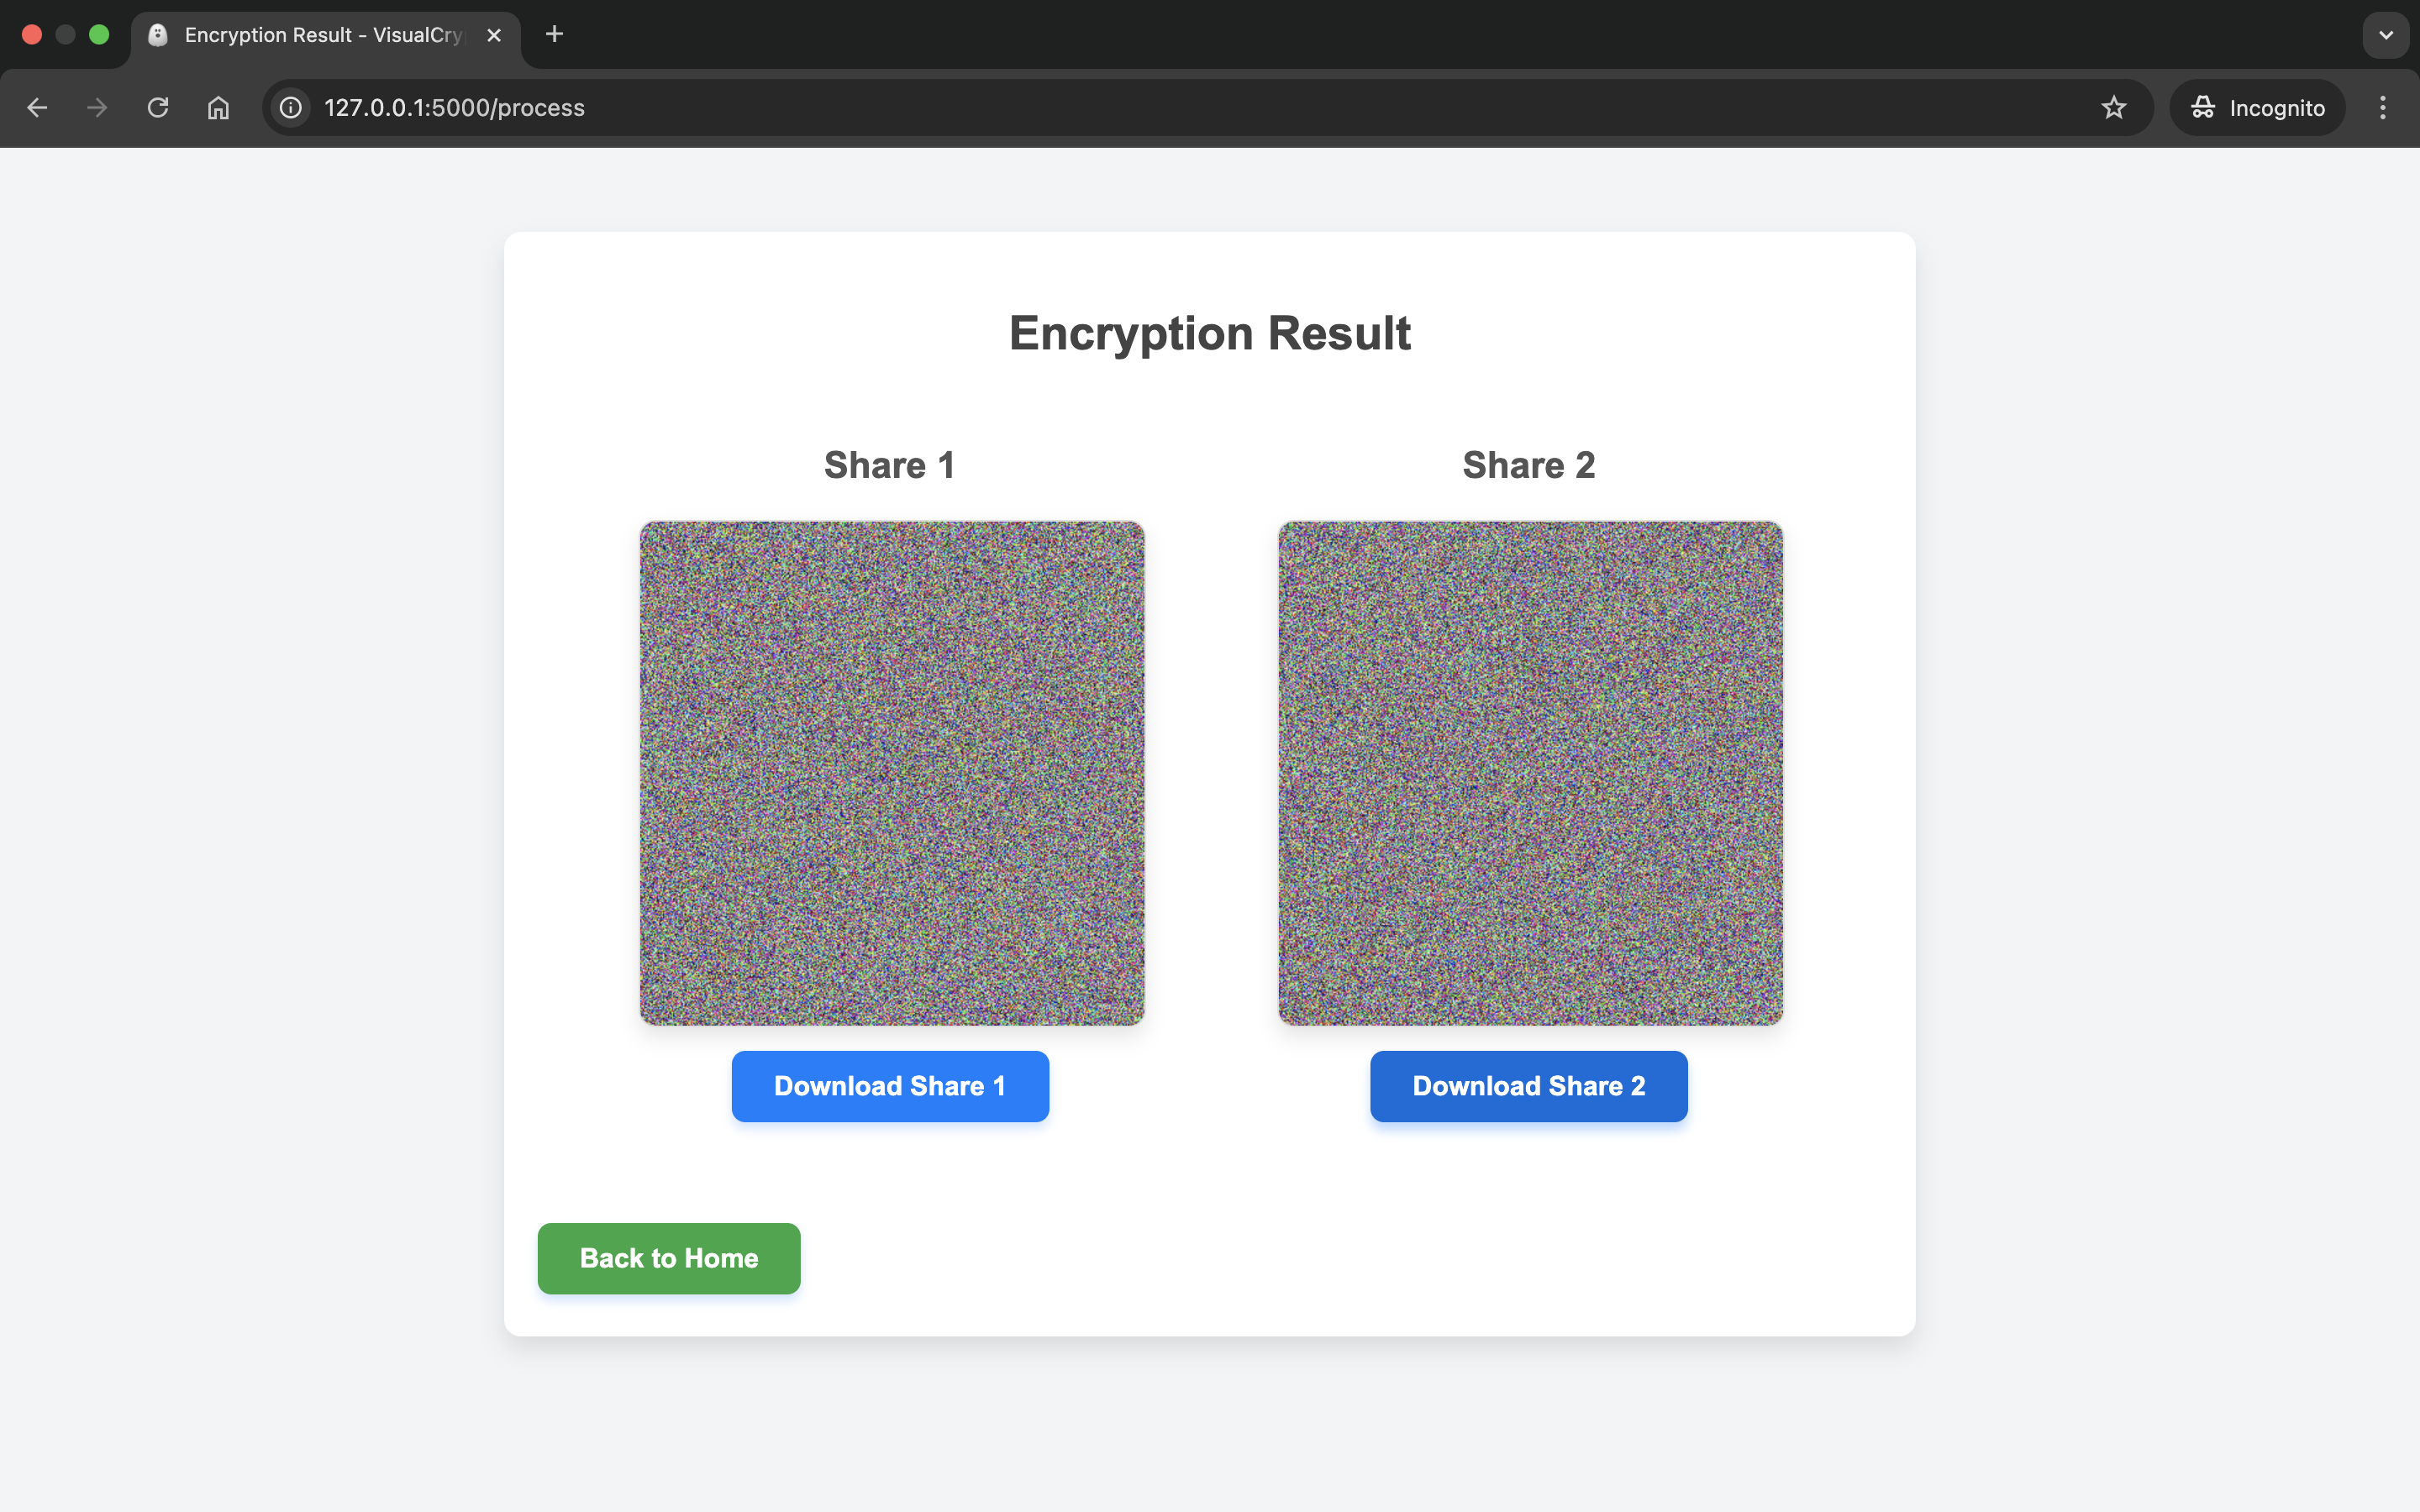 Encryption Result - VisualCry
127.0.0.1:5000/process
Incognito
Encryption Result
Share 1
Share 2
Download Share 1
Download Share 2
Back to Home